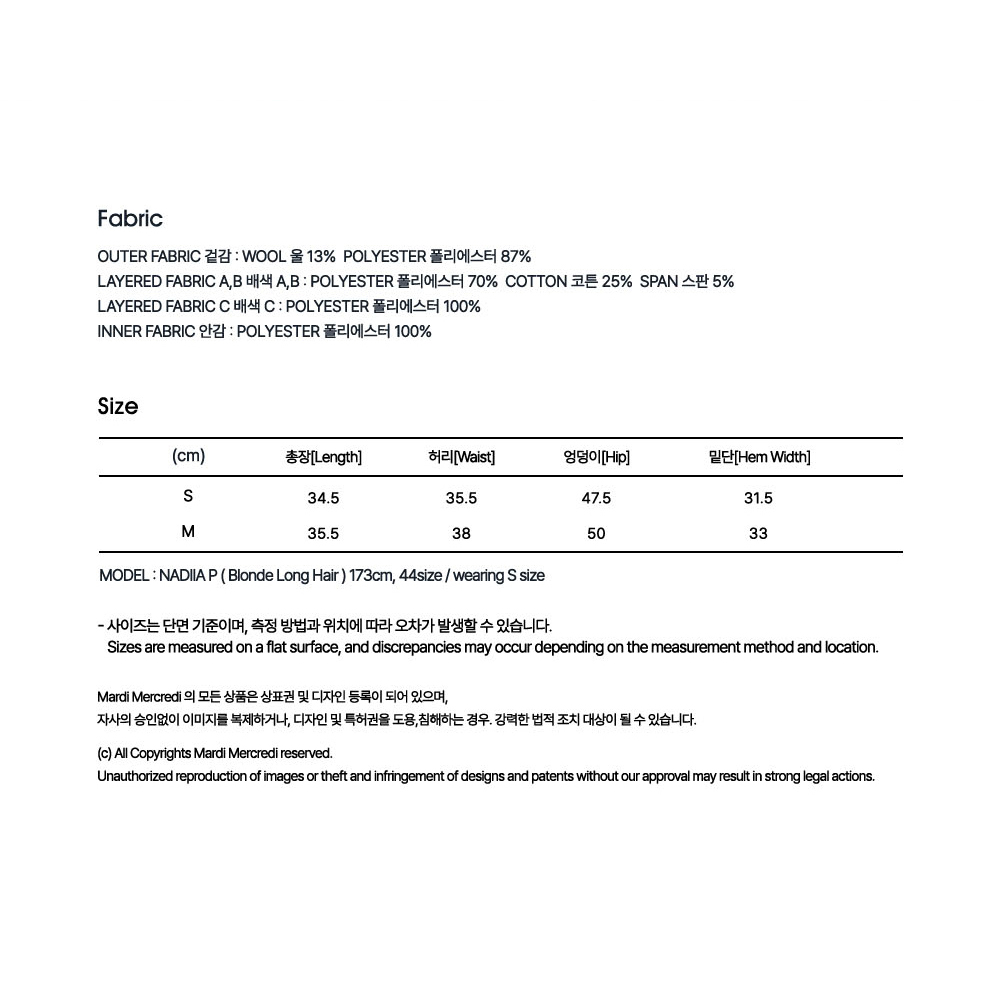 Fabric
OUTER FABRIC 겉감 : WOOL 울 13% POLYESTER 폴리에스터 87%
LAYERED FABRIC A,B 배색 A,B : POLYESTER 폴리에스터 70% COTTON 코튼 25% SPAN 스판 5%
LAYERED FABRIC C 배색 C : POLYESTER 폴리에스터 100%
INNER FABRIC 안감 : POLYESTER 폴리에스터 100%
Size
(cm) 총장[Length] 허리[Waist] 엉덩이[Hip] 밑단[Hem Width]
S 34.5 35.5 47.5 31.5
M 35.5 38 50 33
MODEL : NADIIA P ( Blonde Long Hair ) 173cm, 44size / wearing S size
- 사이즈는 단면 기준이며, 측정 방법과 위치에 따라 오차가 발생할 수 있습니다.
Sizes are measured on a flat surface, and discrepancies may occur depending on the measurement method and location.
Mardi Mercredi 의 모든 상품은 상표권 및 디자인 등록이 되어 있으며,
자사의 승인없이 이미지를 복제하거나, 디자인 및 특허권을 도용,침해하는 경우. 강력한 법적 조치 대상이 될 수 있습니다.
(c) All Copyrights Mardi Mercredi reserved.
Unauthorized reproduction of images or theft and infringement of designs and patents without our approval may result in strong legal actions.